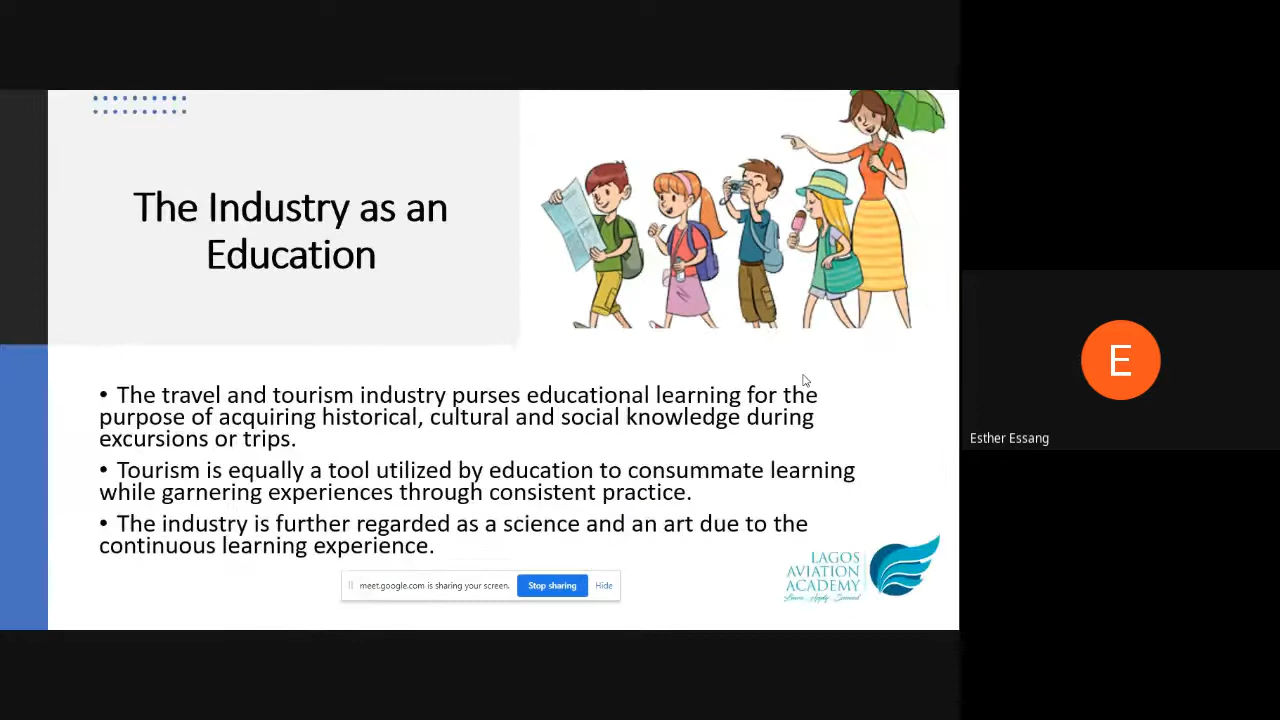 The Industry as an
Education
• The travel and tourism industry purses educational learning for the
purpose of acquiring historical, cultural and social knowledge during
excursions or trips.
• Tourism is equally a tool utilized by education to consummate learning
while garnering experiences through consistent practice.
• The industry is further regarded as a science and an art due to the
continuous learning experience.
meet.google.com is sharing your screen.
Stop sharing
Hide
LAGOS
AVIATION
ACADEMY
Learn . Apply . Succeed
E
Esther Essang